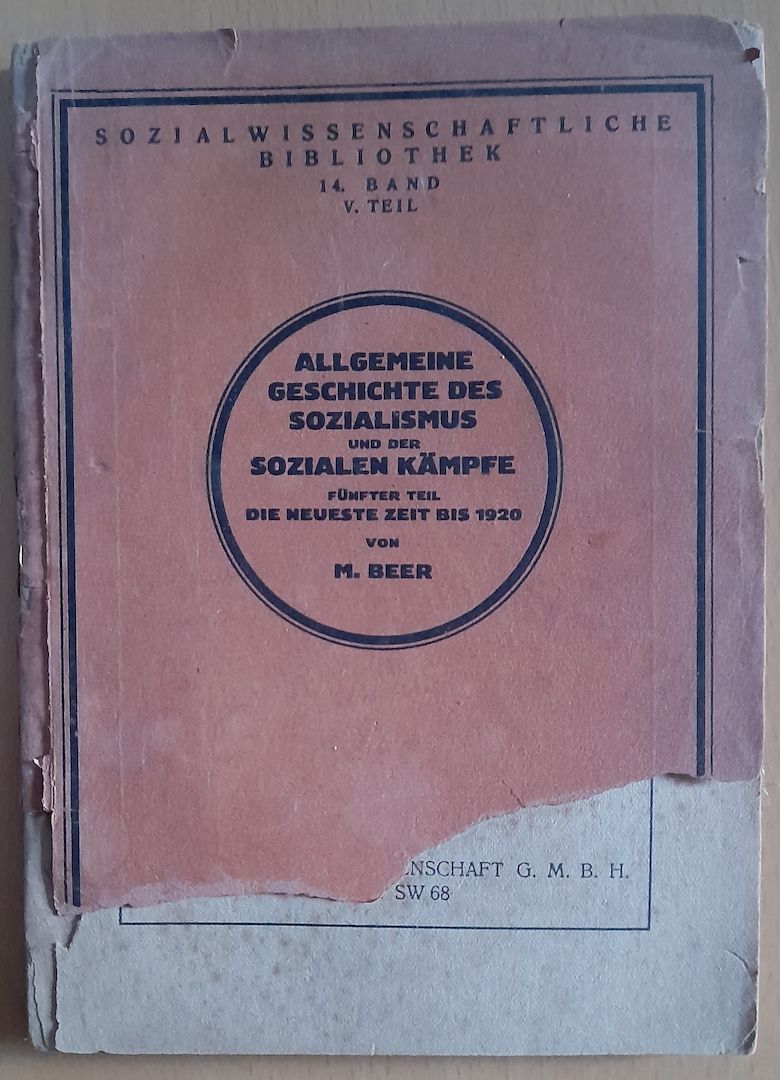 SOZIALWISSENSCHAFTLICHE
BIBLIOTHEK
14. BAND
V. TEIL
ALLGEMEINE
GESCHICHTE DES
SOZIALISMUS
UND DER
SOZIALEN KÄMPFE
FÜNFTER TEIL
DIE NEUESTE ZEIT BIS 1920
VON
M. BEER
ENSCHAFT G. M. B. H.
SW 68